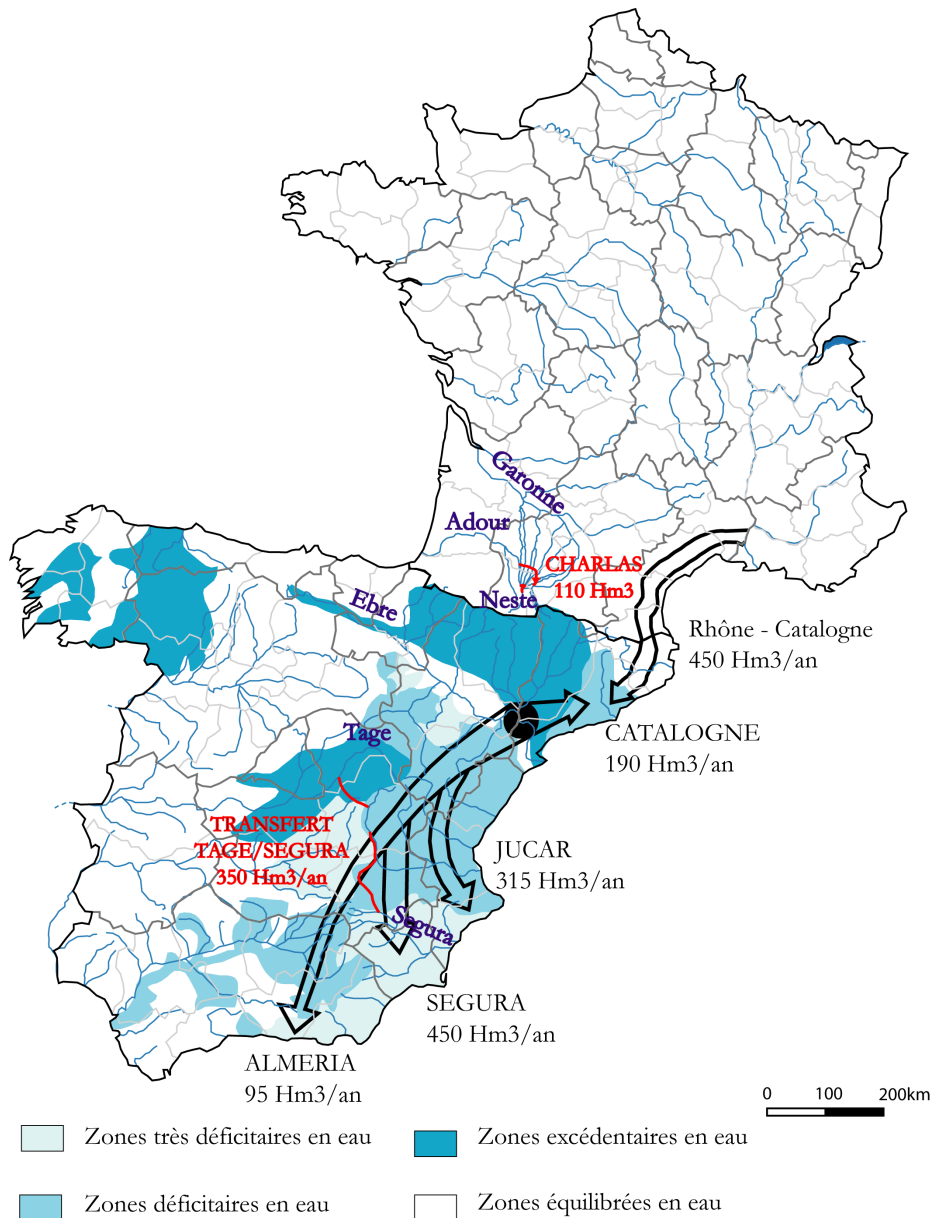 Garonne
Adour
CHARLAS
110 Hm3
Neste
Ebre
Rhône - Catalogne
450 Hm3/an
Tage
CATALOGNE
190 Hm3/an
TRANSFERT
TAGE/SEGURA
350 Hm3/an
JUCAR
315 Hm3/an
Segura
SEGURA
450 Hm3/an
ALMERIA
95 Hm3/an
0 100 200km
Zones très déficitaires en eau
Zones excédentaires en eau
Zones déficitaires en eau
Zones équilibrées en eau